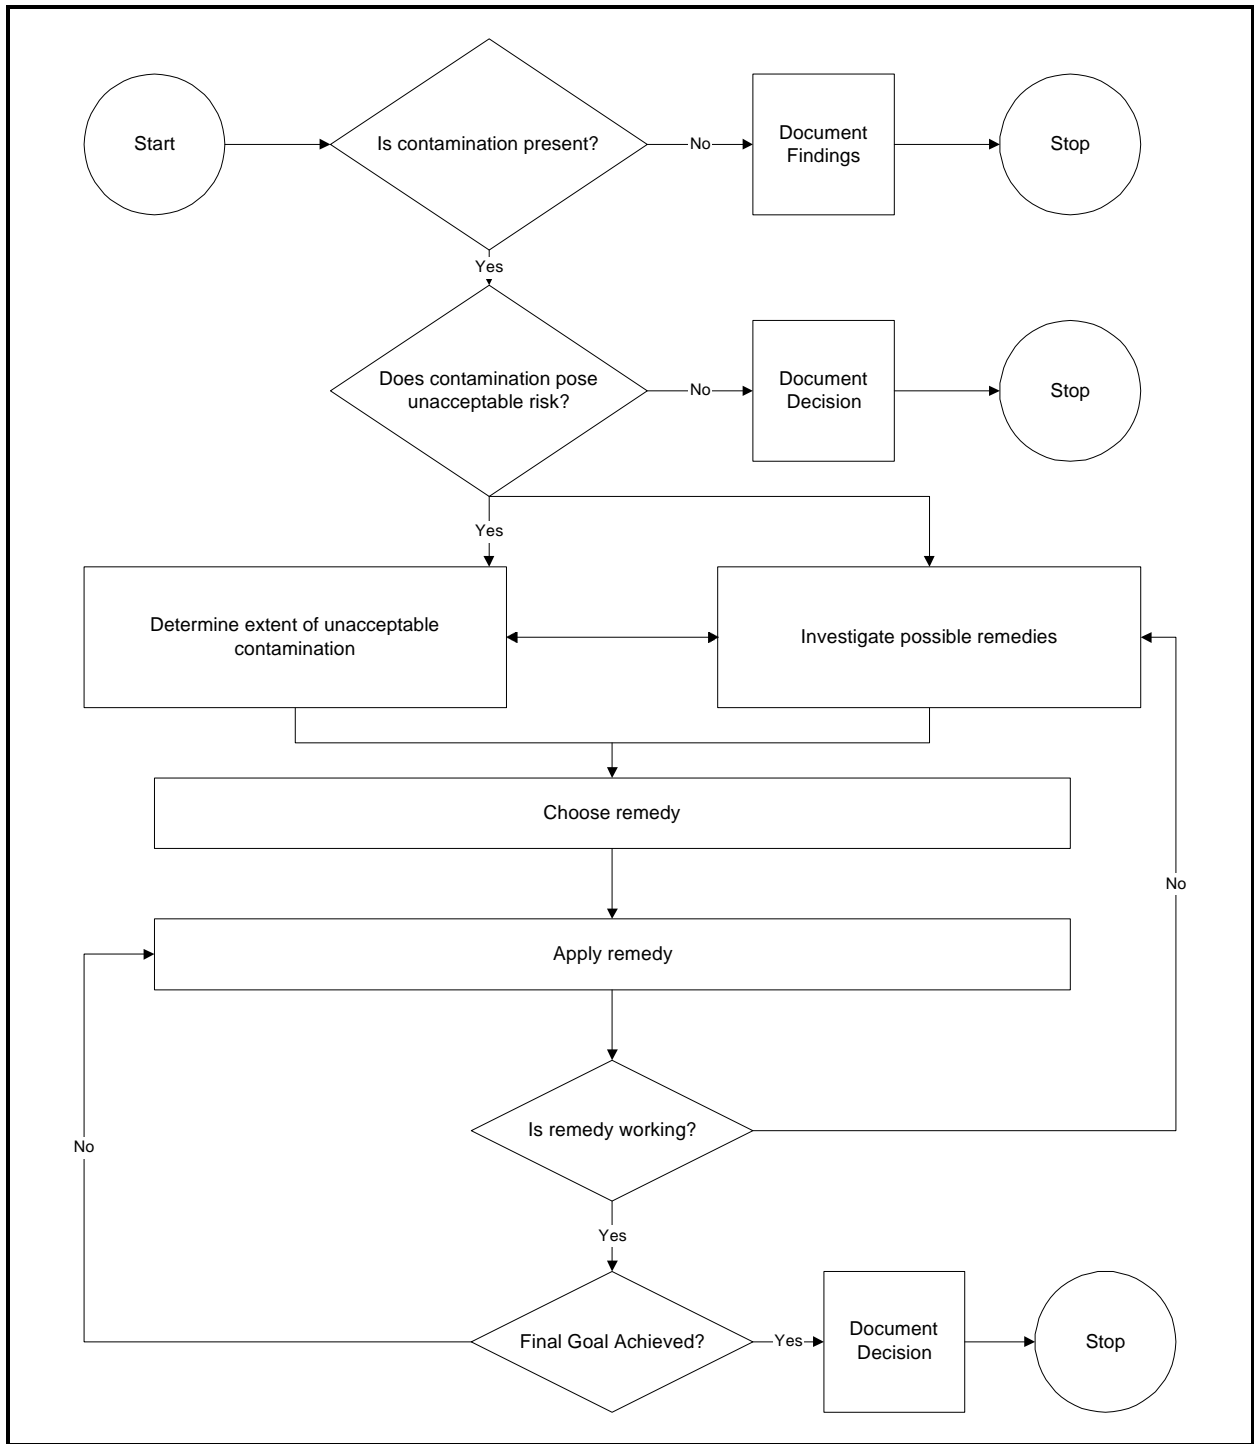 Start
Is contamination present?
No
Document
Findings
Stop
Yes
Does contamination pose
unacceptable risk?
No
Document
Decision
Stop
Yes
Determine extent of unacceptable
contamination
Investigate possible remedies
Choose remedy
No
Apply remedy
Is remedy working?
No
Yes
Final Goal Achieved?
Yes
Document
Decision
Stop